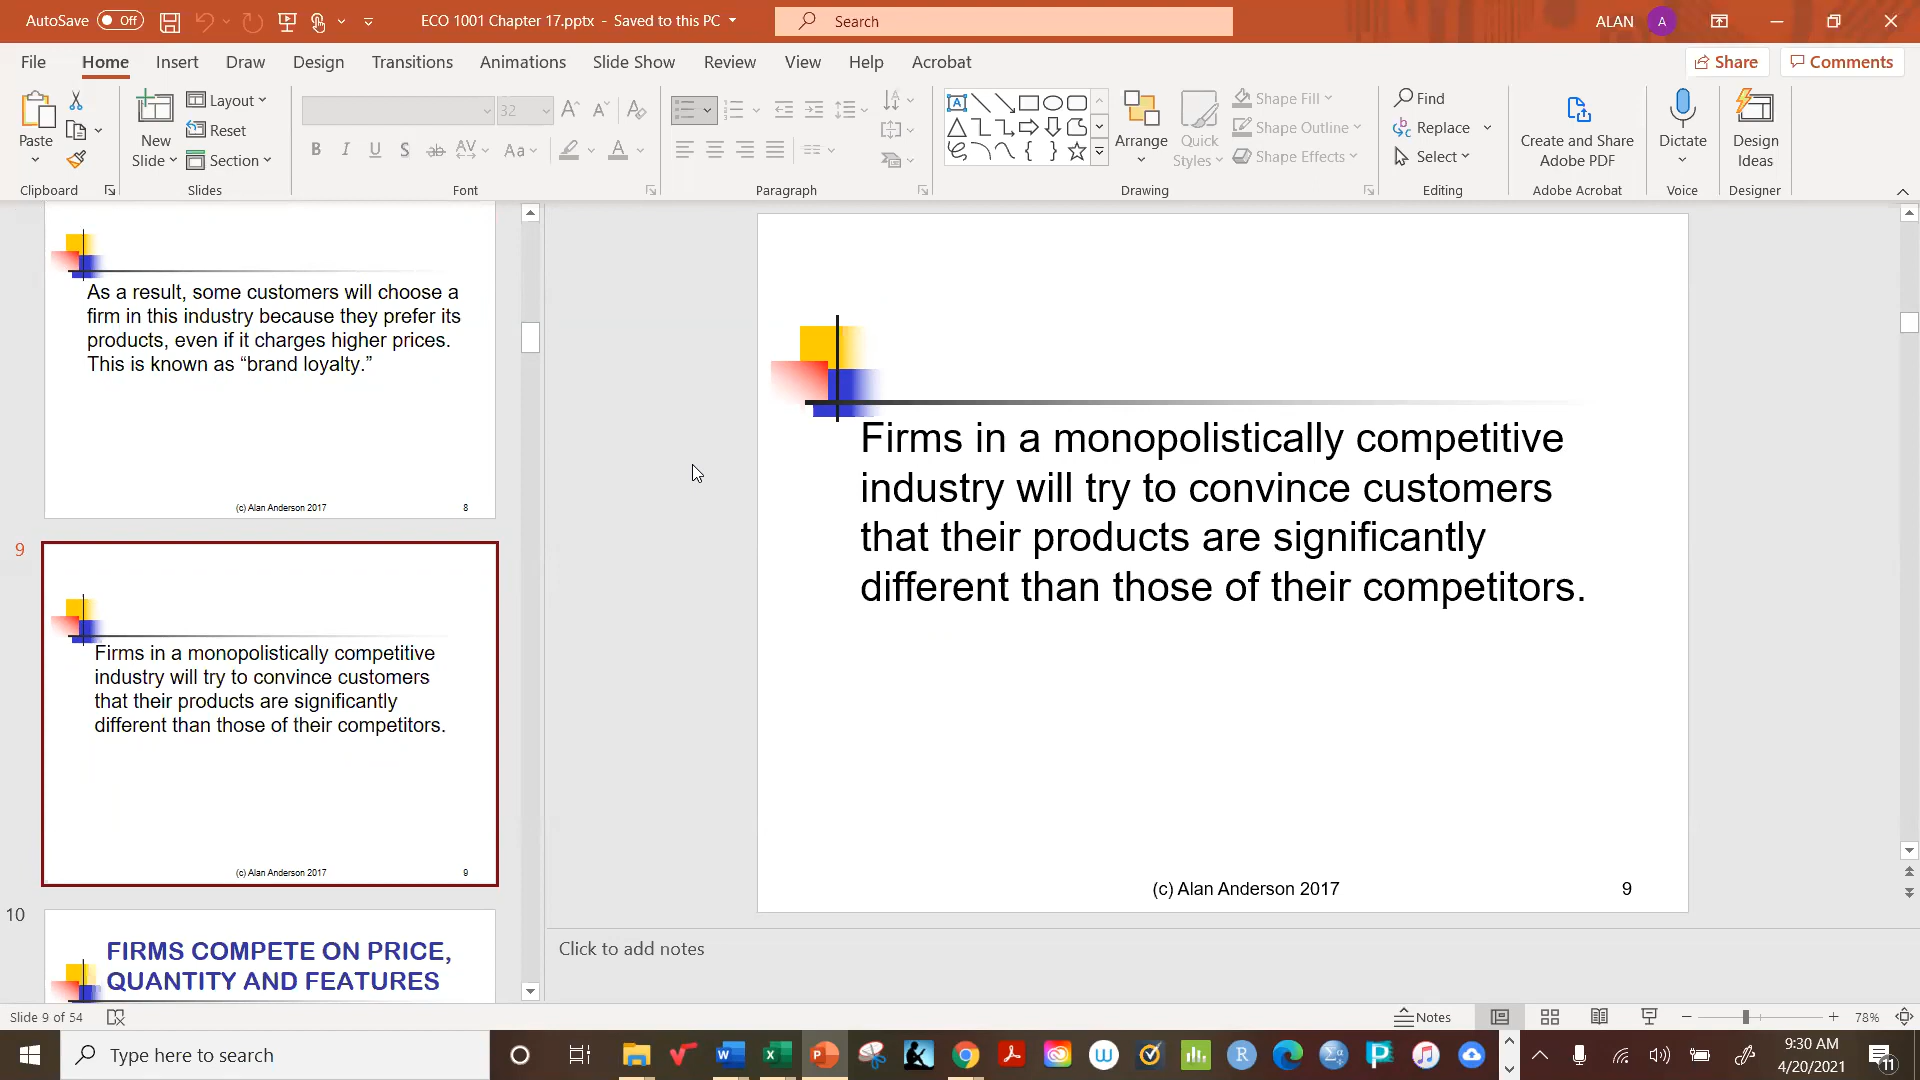 AutoSave Off ECO 1001 Chapter 17.pptx - Saved to this PC Search ALAN A
File Home Insert Draw Design Transitions Animations Slide Show Review View Help Acrobat Share Comments
Paste New Slide Layout Reset Section 32 Arrange Quick Styles Shape Fill Shape Outline Shape Effects Find Replace Select Create and Share Adobe PDF Dictate Design Ideas
Clipboard Slides Font Paragraph Drawing Editing Adobe Acrobat Voice Designer
As a result, some customers will choose a
firm in this industry because they prefer its
products, even if it charges higher prices.
This is known as “brand loyalty.”
(c) Alan Anderson 2017 8
9
Firms in a monopolistically competitive
industry will try to convince customers
that their products are significantly
different than those of their competitors.
(c) Alan Anderson 2017 9
10
FIRMS COMPETE ON PRICE,
QUANTITY AND FEATURES
Firms in a monopolistically competitive
industry will try to convince customers
that their products are significantly
different than those of their competitors.
(c) Alan Anderson 2017 9
Click to add notes
Slide 9 of 54 Notes 78%
Type here to search 9:30 AM
4/20/2021 11